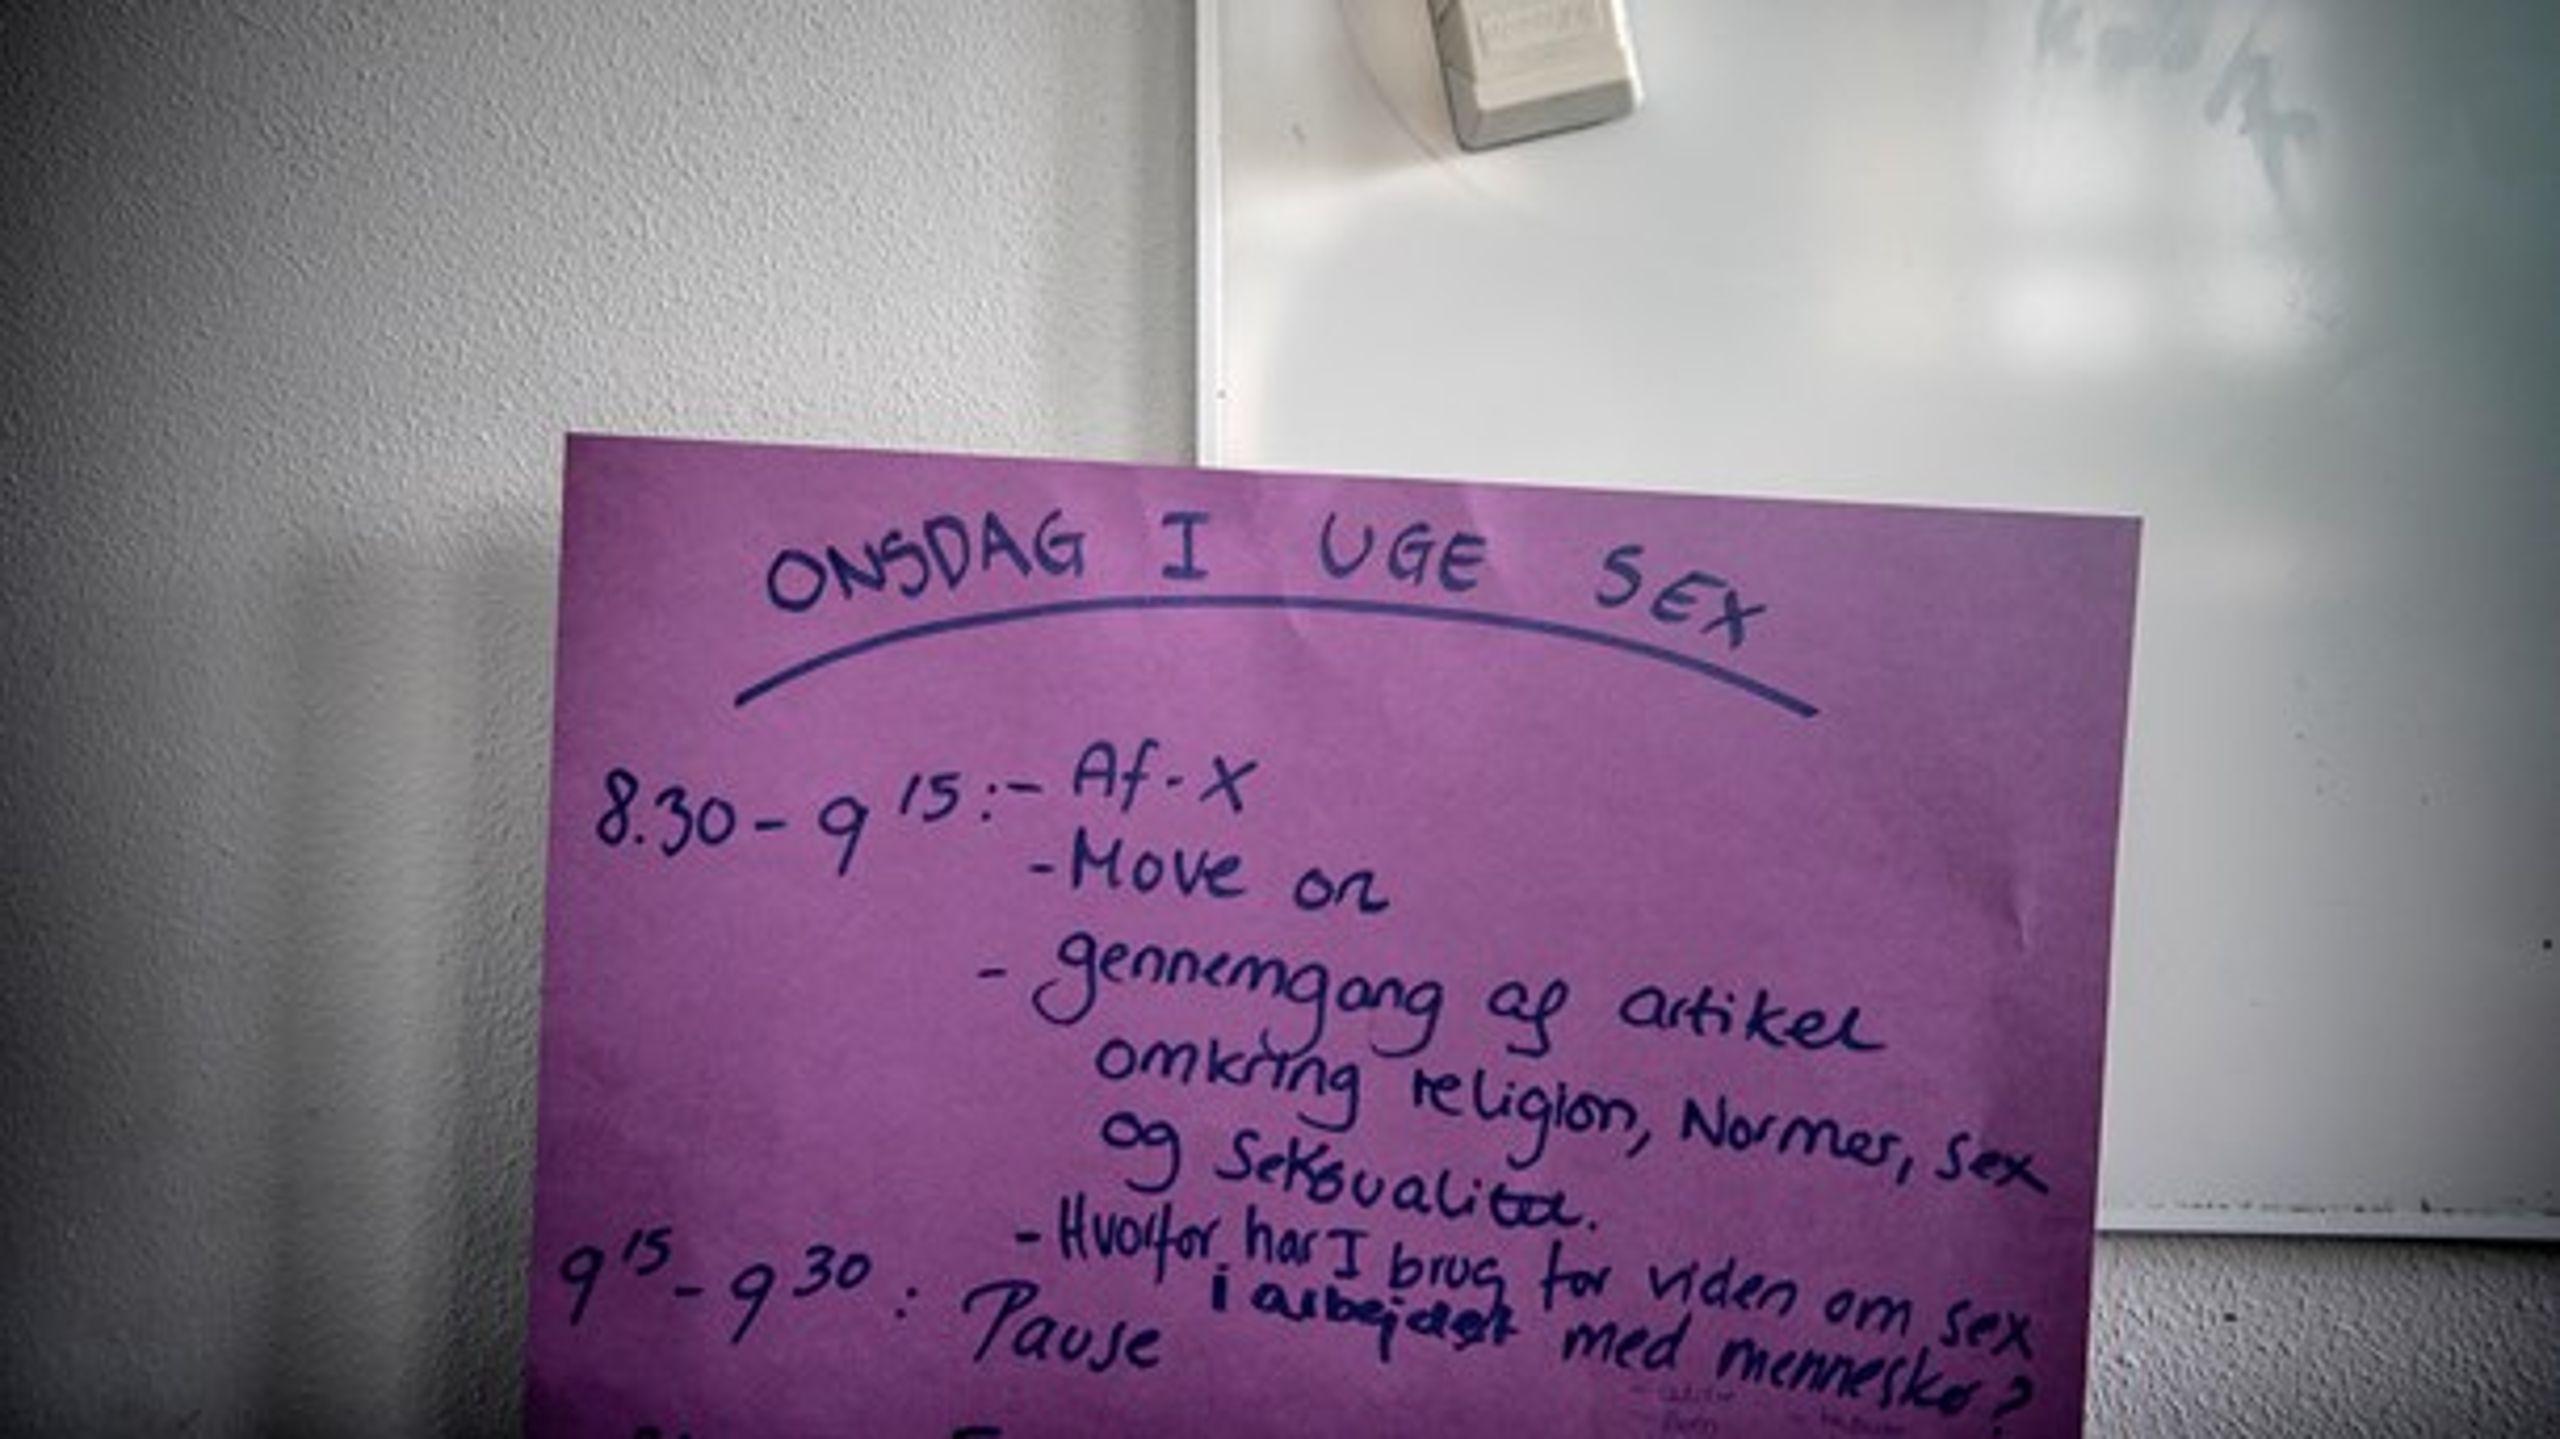 ONSDAG I UGE SEX
8.30 - 9 15 : - Af - X
- Move on
- gennemgang af artikel
omkring religion, Normer, sex
og Seksualitet.
- Hvorfor har I brug for viden om sex
i arbejdet med mennesker?
9 15 - 9 30 : Pause